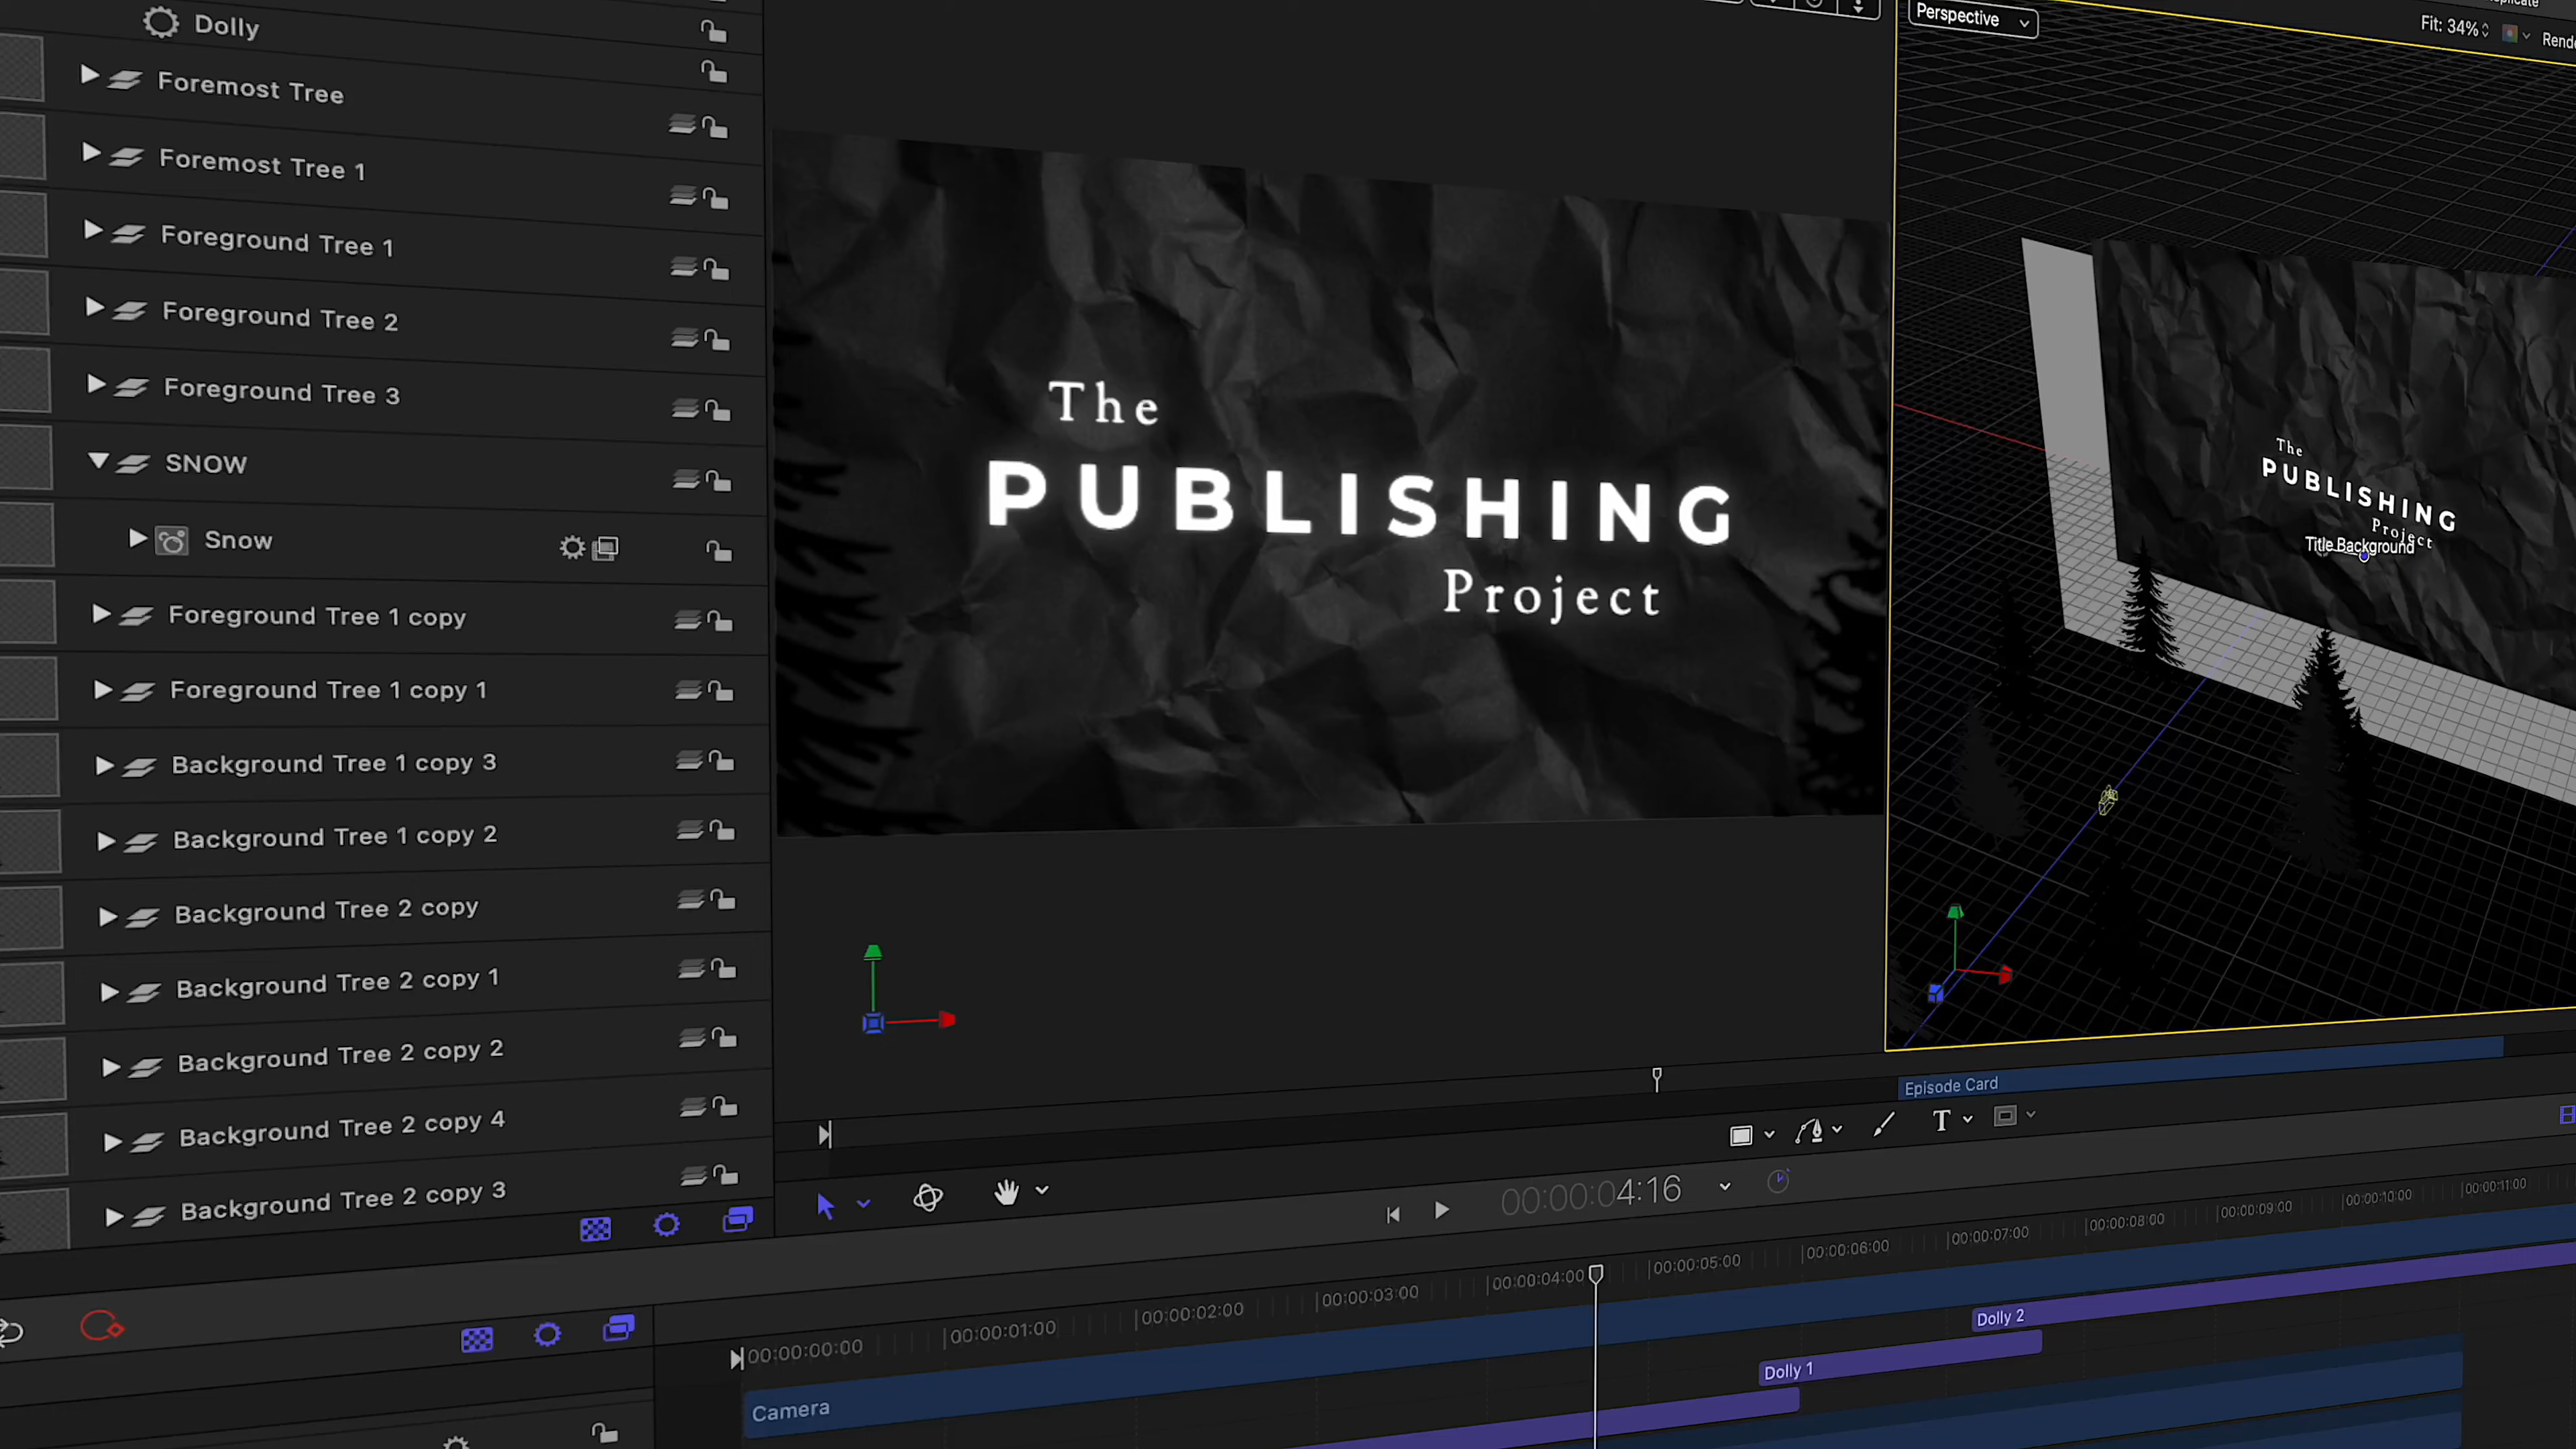 Dolly
Foremost Tree
Foremost Tree 1
Foreground Tree 1
Foreground Tree 2
Foreground Tree 3
SNOW
Snow
Foreground Tree 1 copy
Foreground Tree 1 copy 1
Background Tree 1 copy 3
Background Tree 1 copy 2
Background Tree 2 copy
Background Tree 2 copy 1
Background Tree 2 copy 2
Background Tree 2 copy 4
Background Tree 2 copy 3
The
PUBLISHING
Project
Perspective
Fit: 34%
The
PUBLISHING
Project
Title Background
Episode Card
T
00:00:04:16
00:00:00:00
00:00:01:00
00:00:02:00
00:00:03:00
00:00:04:00
00:00:05:00
00:00:06:00
00:00:07:00
00:00:08:00
00:00:09:00
00:00:10:00
00:00:11:00
Dolly 2
Dolly 1
Camera